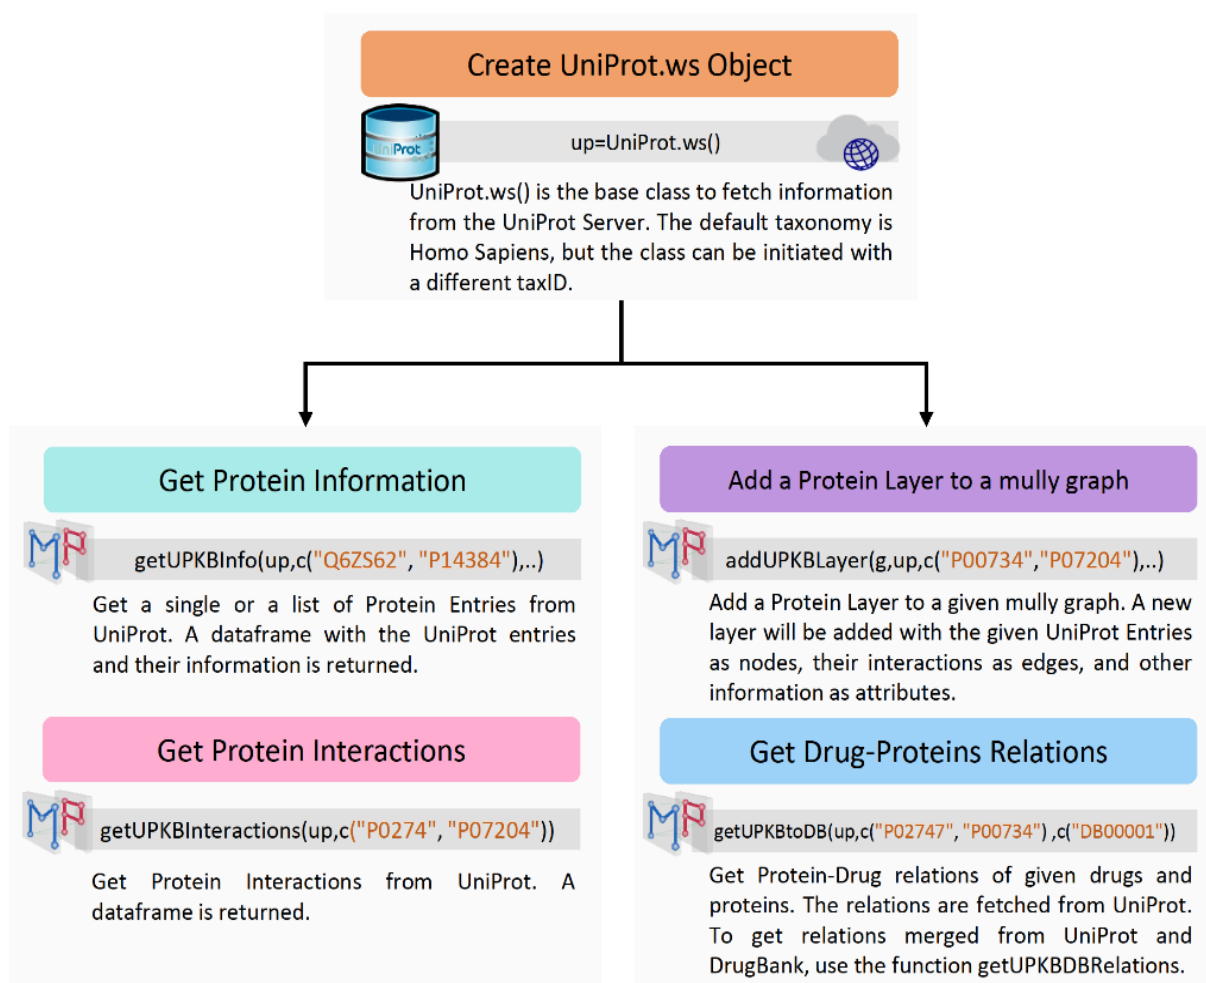 Create UniProt.ws Object
UniProt
up=UniProt.ws()
UniProt.ws() is the base class to fetch information
from the UniProt Server. The default taxonomy is
Homo Sapiens, but the class can be initiated with
a different taxID.
Get Protein Information
MP
getUPKBInfo(up,c("Q6ZS62", "P14384"),..)
Get a single or a list of Protein Entries from
UniProt. A dataframe with the UniProt entries
and their information is returned.
Get Protein Interactions
MP
getUPKBInteractions(up,c("P0274", "P07204"))
Get Protein Interactions from UniProt. A
dataframe is returned.
Add a Protein Layer to a mully graph
MP
addUPKBLayer(g,up,c("P00734","P07204"),..)
Add a Protein Layer to a given mully graph. A new
layer will be added with the given UniProt Entries
as nodes, their interactions as edges, and other
information as attributes.
Get Drug-Proteins Relations
MP
getUPKBtoDB(up,c("P02747", "P00734") ,c("DB00001"))
Get Protein-Drug relations of given drugs and
proteins. The relations are fetched from UniProt.
To get relations merged from UniProt and
DrugBank, use the function getUPKBDBRelations.